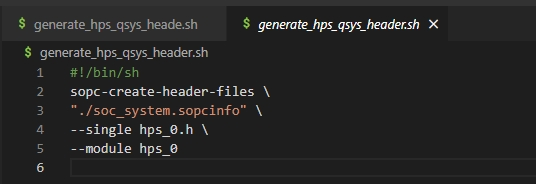 $ generate_hps_qsys_heade.sh $ generate_hps_qsys_header.sh ×
$ generate_hps_qsys_header.sh
1 #!/bin/sh
2 sopc-create-header-files \
3 "./soc_system.sopcinfo" \
4 --single hps_0.h \
5 --module hps_0
6